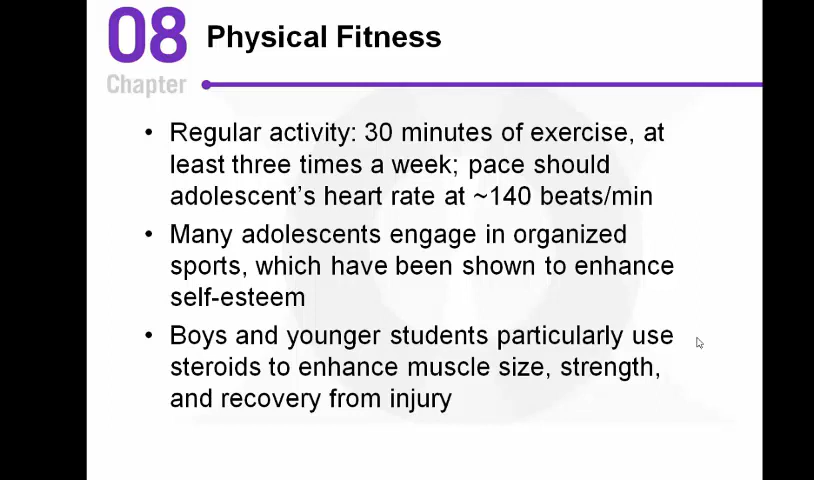 08 Physical Fitness
Chapter
• Regular activity: 30 minutes of exercise, at
least three times a week; pace should
adolescent's heart rate at ~140 beats/min
• Many adolescents engage in organized
sports, which have been shown to enhance
self-esteem
• Boys and younger students particularly use
steroids to enhance muscle size, strength,
and recovery from injury